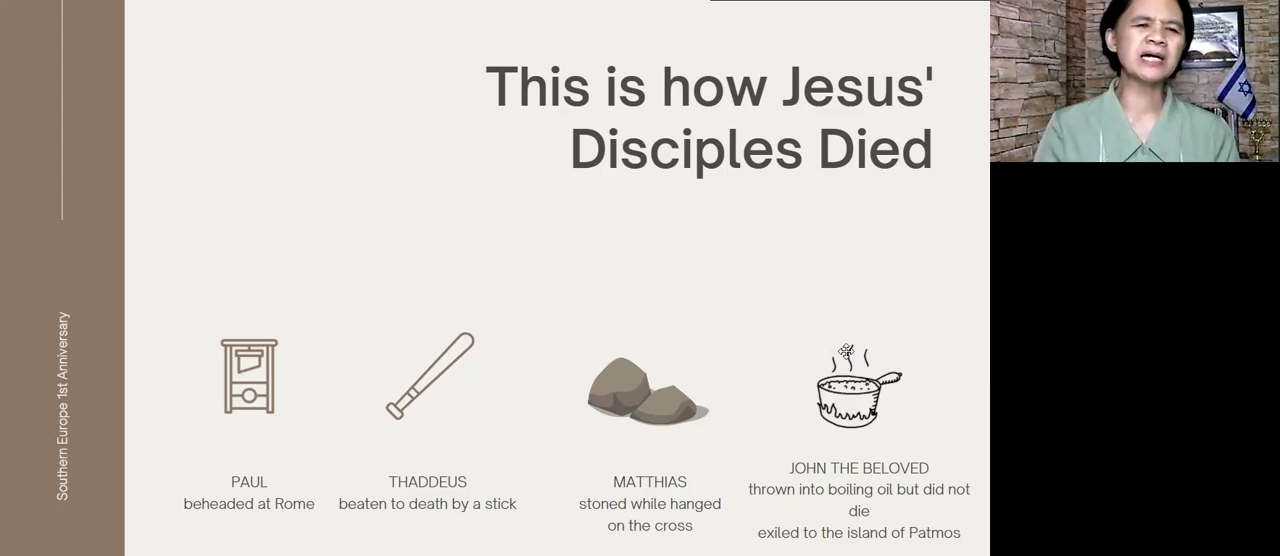 This is how Jesus'
Disciples Died
Southern Europe 1st Anniversary
PAUL
beheaded at Rome
THADDEUS
beaten to death by a stick
MATTHIAS
stoned while hanged
on the cross
JOHN THE BELOVED
thrown into boiling oil but did not
die
exiled to the island of Patmos